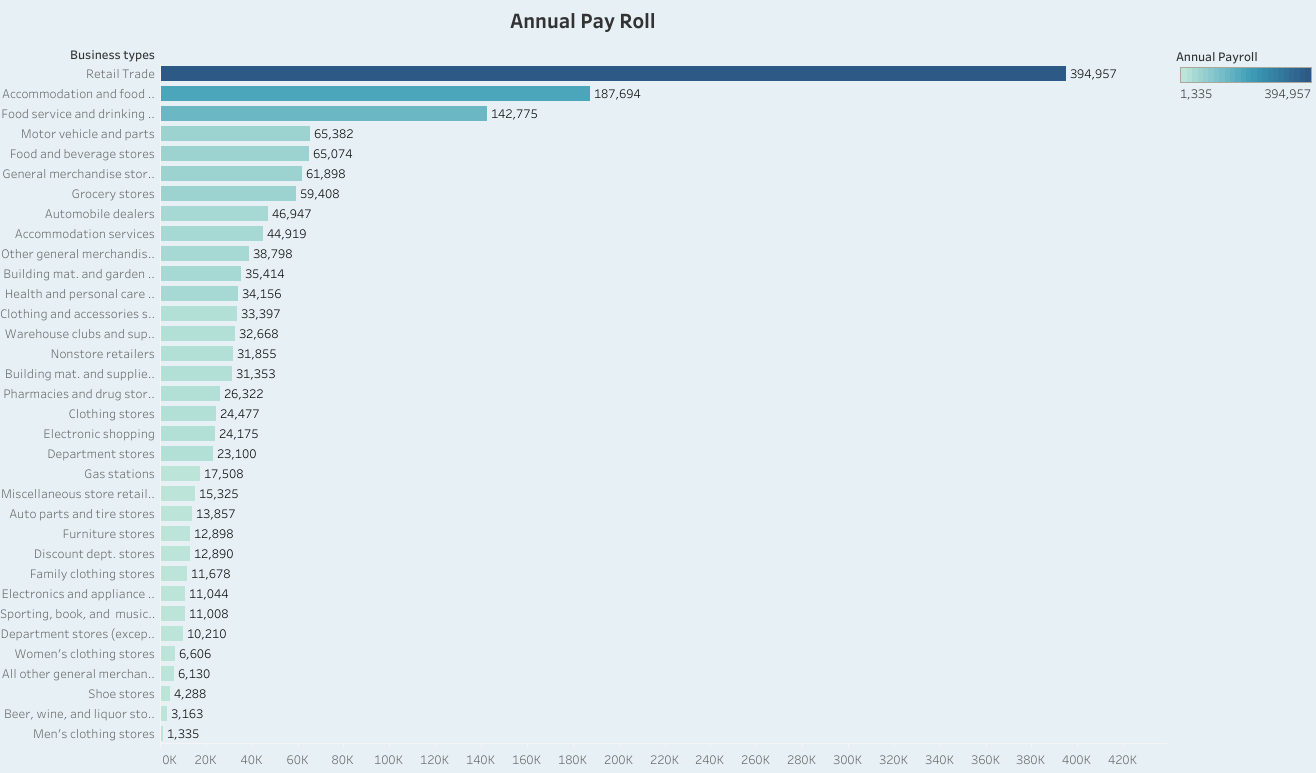 Annual Pay Roll
Business types
Retail Trade 394,957
Accommodation and food .. 187,694
Food service and drinking .. 142,775
Motor vehicle and parts 65,382
Food and beverage stores 65,074
General merchandise stor.. 61,898
Grocery stores 59,408
Automobile dealers 46,947
Accommodation services 44,919
Other general merchandis.. 38,798
Building mat. and garden .. 35,414
Health and personal care .. 34,156
Clothing and accessories s.. 33,397
Warehouse clubs and sup.. 32,668
Nonstore retailers 31,855
Building mat. and supplie.. 31,353
Pharmacies and drug stor.. 26,322
Clothing stores 24,477
Electronic shopping 24,175
Department stores 23,100
Gas stations 17,508
Miscellaneous store retail.. 15,325
Auto parts and tire stores 13,857
Furniture stores 12,898
Discount dept. stores 12,890
Family clothing stores 11,678
Electronics and appliance .. 11,044
Sporting, book, and music.. 11,008
Department stores (excep.. 10,210
Women's clothing stores 6,606
All other general merchan.. 6,130
Shoe stores 4,288
Beer, wine, and liquor sto.. 3,163
Men's clothing stores 1,335
0K 20K 40K 60K 80K 100K 120K 140K 160K 180K 200K 220K 240K 260K 280K 300K 320K 340K 360K 380K 400K 420K
Annual Payroll
1,335 394,957